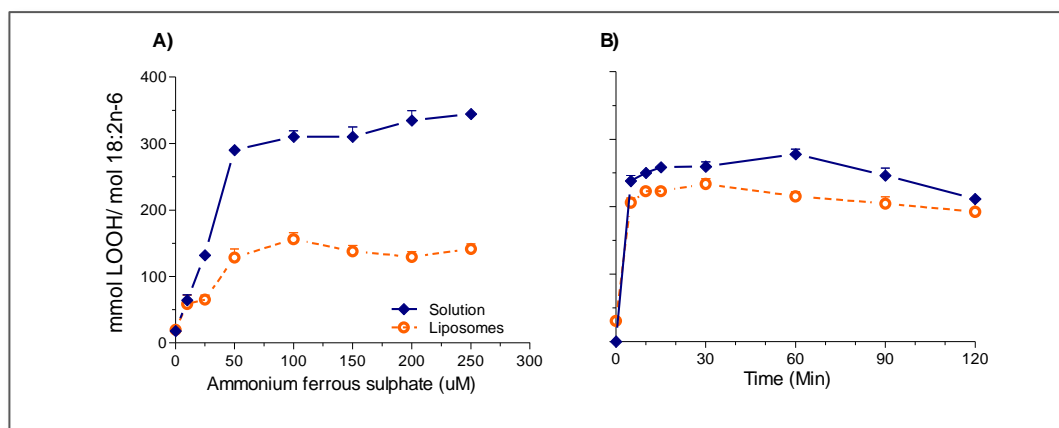 A)
B)
mmol LOOH/ mol 18:2n-6
400
300
200
100
0
Solution
Liposomes
0 50 100 150 200 250 300
Ammonium ferrous sulphate (uM)
0 30 60 90 120
Time (Min)